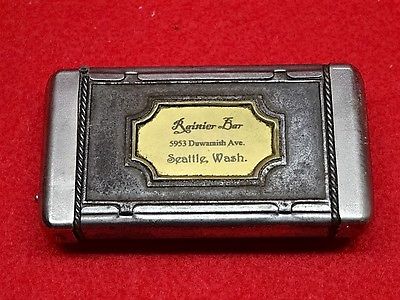 Rainier Bar
5953 Duwamish Ave.
Seattle, Wash.